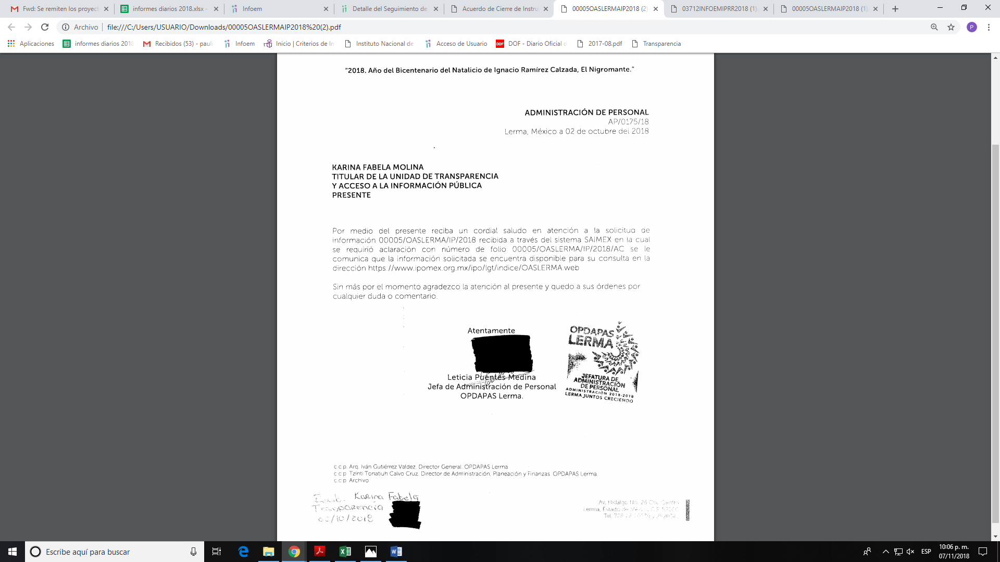 Fwd: Se remiten los proyect
informes diarios 2018.xlsx -
Infoem
Detalle del Seguimiento de
Acuerdo de Cierre de Instru
00005OASLERMAIP2018 (2)
03712INFOEMIPRR2018 (1).
00005OASLERMAIP2018 (1)
Archivo
file:///C:/Users/USUARIO/Downloads/00005OASLERMAIP2018%20(2).pdf
P
Aplicaciones
informes diarios 2018
Recibidos (53) - pauli
Infoem
Inicio | Criterios de In
Instituto Nacional de
Acceso de Usuario
DOF
DOF - Diario Oficial d
2017-08.pdf
Transparencia
"2018. Año del Bicentenario del Natalicio de Ignacio Ramírez Calzada, El Nigromante."
ADMINISTRACIÓN DE PERSONAL
AP/0175/18
Lerma, México a 02 de octubre del 2018
KARINA FABELA MOLINA
TITULAR DE LA UNIDAD DE TRANSPARENCIA
Y ACCESO A LA INFORMACIÓN PÚBLICA
PRESENTE
Por medio del presente reciba un cordial saludo en atención a la solicitud de
información 00005/OASLERMA/IP/2018 recibida a través del sistema SAIMEX en la cual
se requirió aclaración con número de folio 00005/OASLERMA/IP/2018/AC se le
comunica que la información solicitada se encuentra disponible para su consulta en la
dirección https://www.ipomex.org.mx/ipo/lgt/indice/OASLERMA.web
Sin más por el momento agradezco la atención al presente y quedo a sus órdenes por
cualquier duda o comentario.
Atentamente
Leticia Puentes Medina
Jefa de Administración de Personal
OPDAPAS Lerma.
OPDAPAS
LERMA
JEFATURA DE
ADMINISTRACIÓN
DE PERSONAL
ADMINISTRACIÓN 2018-2018
LERMA JUNTOS CRECIENDO
c.c.p. Arq. Iván Gutiérrez Valdez. Director General. OPDAPAS Lerma
c.c.p Tzinti Tonatiuh Calvo Cruz. Director de Administración, Planeación y Finanzas. OPDAPAS Lerma.
c.c.p Archivo
Karina Fabela
Transparencia
/10/2018
Av. Hidalgo No. 26 Col. Centro
Lerma, Estado de México, C.P.
Tel.
Escribe aquí para buscar
ESP
10:06 p. m.
07/11/2018